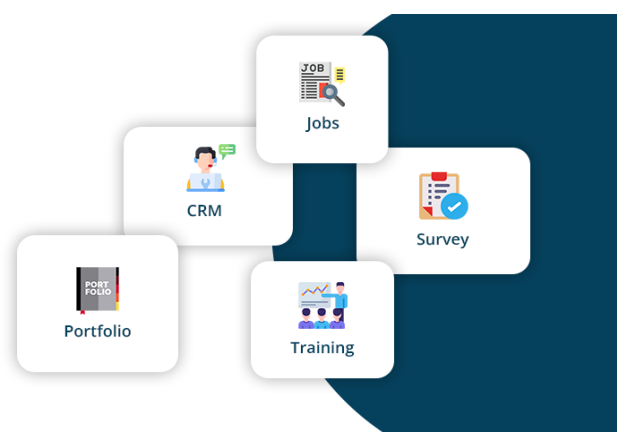 JOB
Jobs
CRM
Survey
PORT
FOLIO
Portfolio
Training